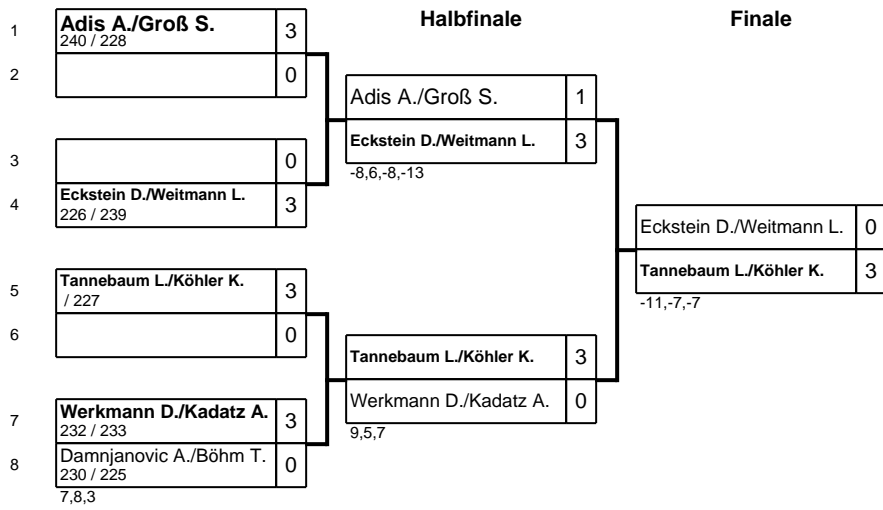 Halbfinale
Finale
1
Adis A./Groß S.
3
240 / 228
2
0
3
0
4
Eckstein D./Weitmann L.
3
226 / 239
5
Tannebaum L./Köhler K.
3
/ 227
6
0
7
Werkmann D./Kadatz A.
3
232 / 233
8
Damnjanovic A./Böhm T.
0
230 / 225
7,8,3
Adis A./Groß S.
1
Eckstein D./Weitmann L.
3
-8,6,-8,-13
Tannebaum L./Köhler K.
3
Werkmann D./Kadatz A.
0
9,5,7
Eckstein D./Weitmann L.
0
Tannebaum L./Köhler K.
3
-11,-7,-7